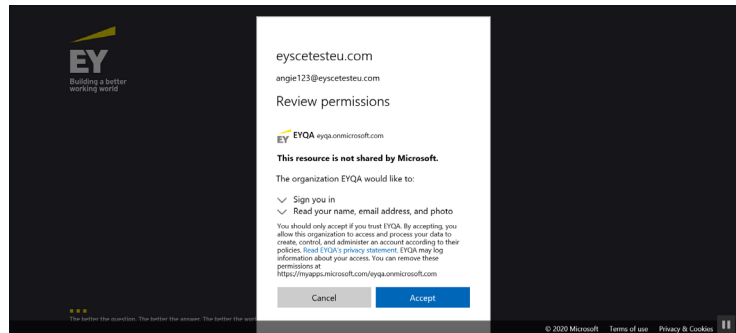 EY
Building a better
working world
eyscetesteu.com
angie123@eyscetesteu.com
Review permissions
EY
EYQA eyqa.onmicrosoft.com
This resource is not shared by Microsoft.
The organization EYQA would like to:
Sign you in
Read your name, email address, and photo
You should only accept if you trust EYQA. By accepting, you
allow this organization to access and process your data to
create, control, and administer an account according to their
policies. Read EYQA's privacy statement. EYQA may log
information about your access. You can remove these
permissions at
https://myapps.microsoft.com/eyqa.onmicrosoft.com
Cancel Accept
The better the question. The better the answer. The better the
© 2020 Microsoft Terms of use Privacy & Cookies